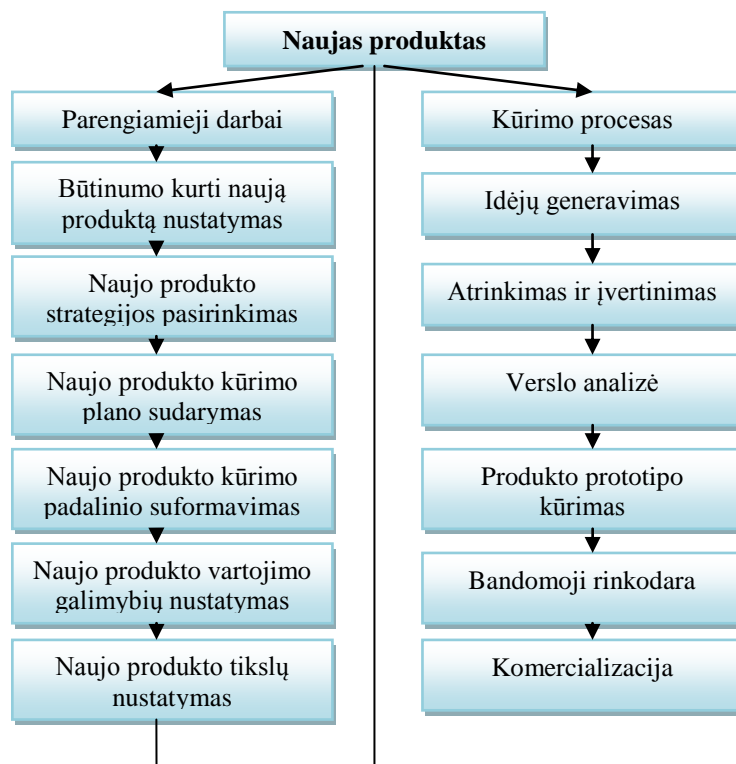 Naujas produktas
Parengiamieji darbai
Būtinumo kurti naują
produktą nustatymas
Naujo produkto
strategijos pasirinkimas
Naujo produkto kūrimo
plano sudarymas
Naujo produkto kūrimo
padalinio suformavimas
Naujo produkto vartojimo
galimybių nustatymas
Naujo produkto tikslų
nustatymas
Kūrimo procesas
Idėjų generavimas
Atrinkimas ir įvertinimas
Verslo analizė
Produkto prototipo
kūrimas
Bandomoji rinkodara
Komercializacija